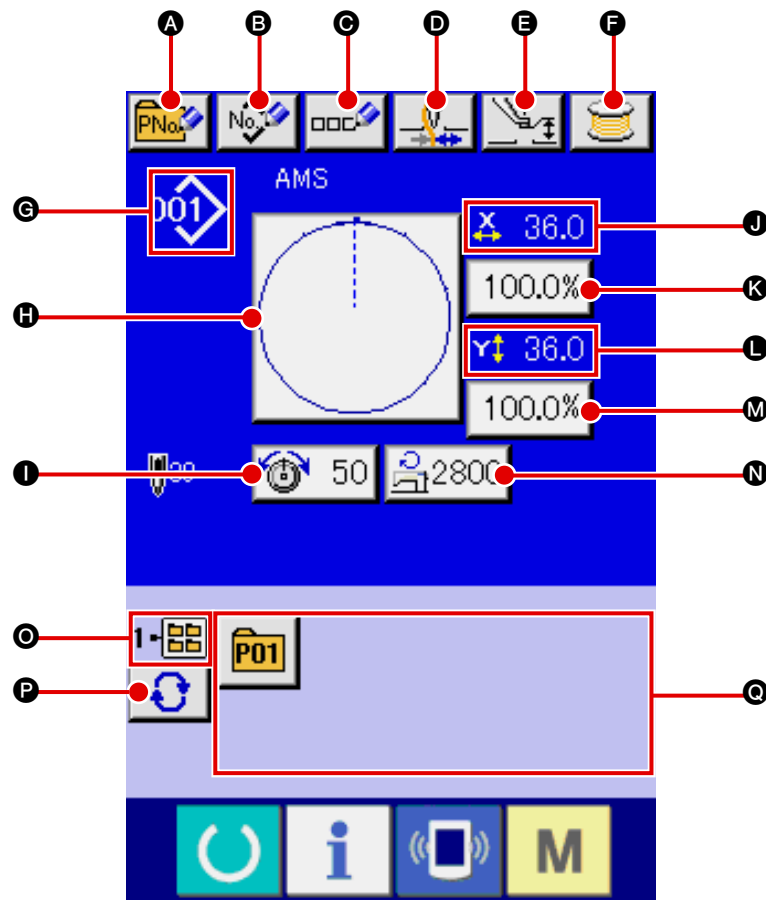 A B C D E F
PNo. No.
G 001 AMS
X 36.0 J
100.0% K
H
Y 36.0 L
100.0% M
I 50 2800 N
O 1
P01
P Q
i M